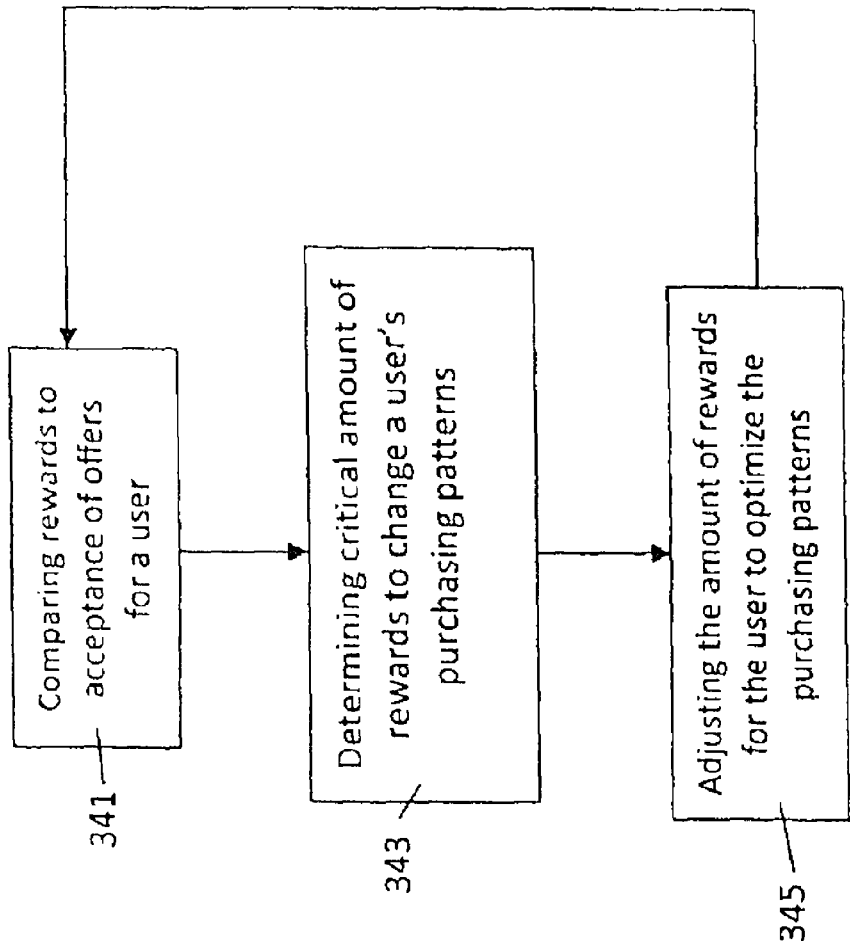 Comparing rewards to
acceptance of offers
for a user
341
Determining critical amount of
rewards to change a user's
purchasing patterns
343
Adjusting the amount of rewards
for the user to optimize the
purchasing patterns
345